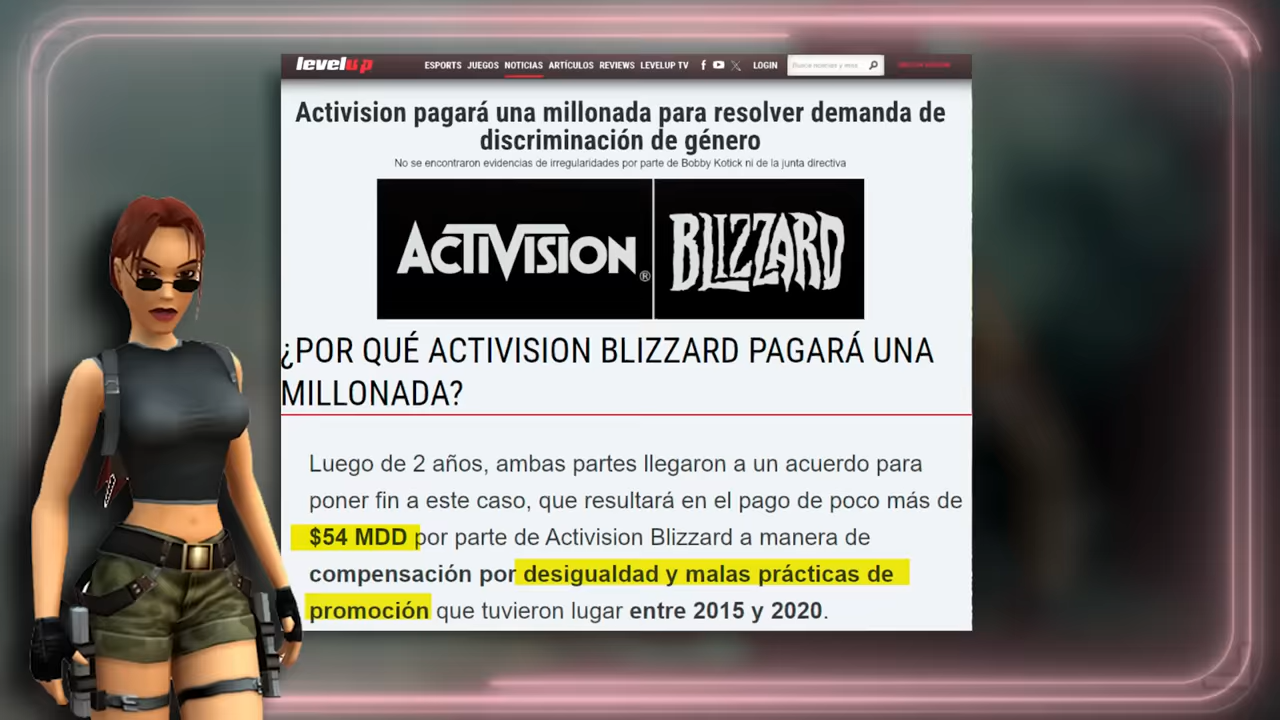 levelup
ESPORTS JUEGOS NOTICIAS ARTÍCULOS REVIEWS LEVELUP TV LOGIN Busca noticias y más
Activision pagará una millonada para resolver demanda de
discriminación de género
No se encontraron evidencias de irregularidades por parte de Bobby Kotick ni de la junta directiva
ACTIVISION® BLIZZARD
¿POR QUÉ ACTIVISION BLIZZARD PAGARÁ UNA
MILLONADA?
Luego de 2 años, ambas partes llegaron a un acuerdo para
poner fin a este caso, que resultará en el pago de poco más de
$54 MDD por parte de Activision Blizzard a manera de
compensación por desigualdad y malas prácticas de
promoción que tuvieron lugar entre 2015 y 2020.